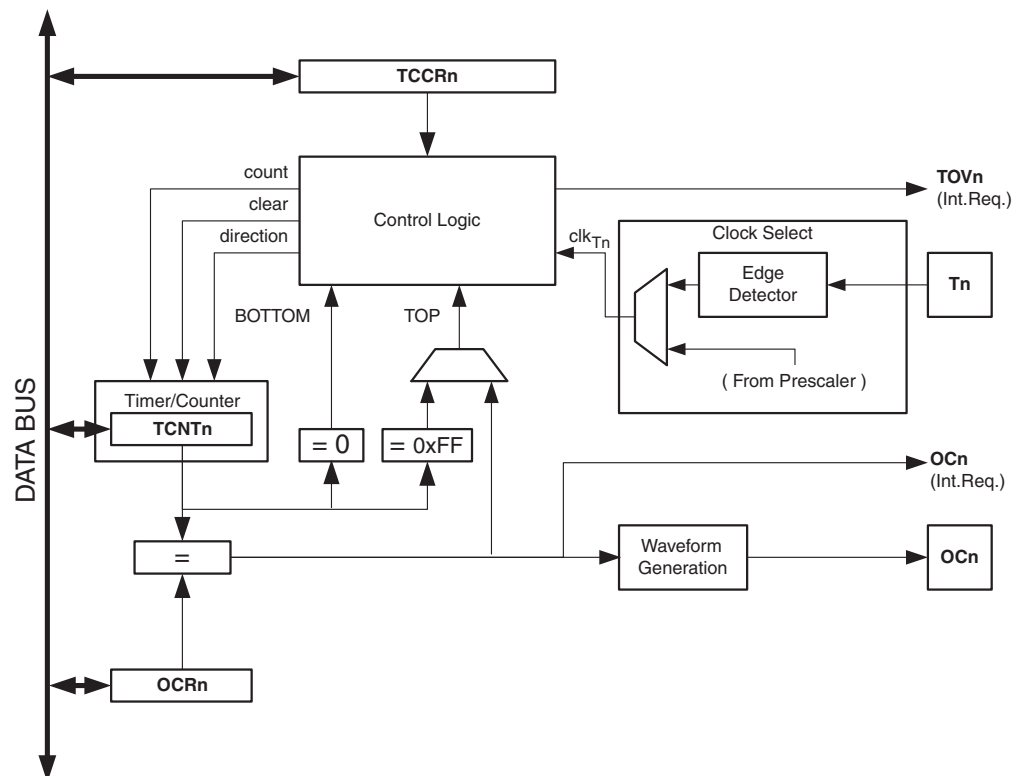 TCCRn
count
clear
direction
Control Logic
TOVn
(Int.Req.)
clkTn
Clock Select
Edge
Detector
Tn
( From Prescaler )
BOTTOM
TOP
Timer/Counter
TCNTn
= 0
= 0xFF
DATA BUS
OCn
(Int.Req.)
=
Waveform
Generation
OCn
OCRn